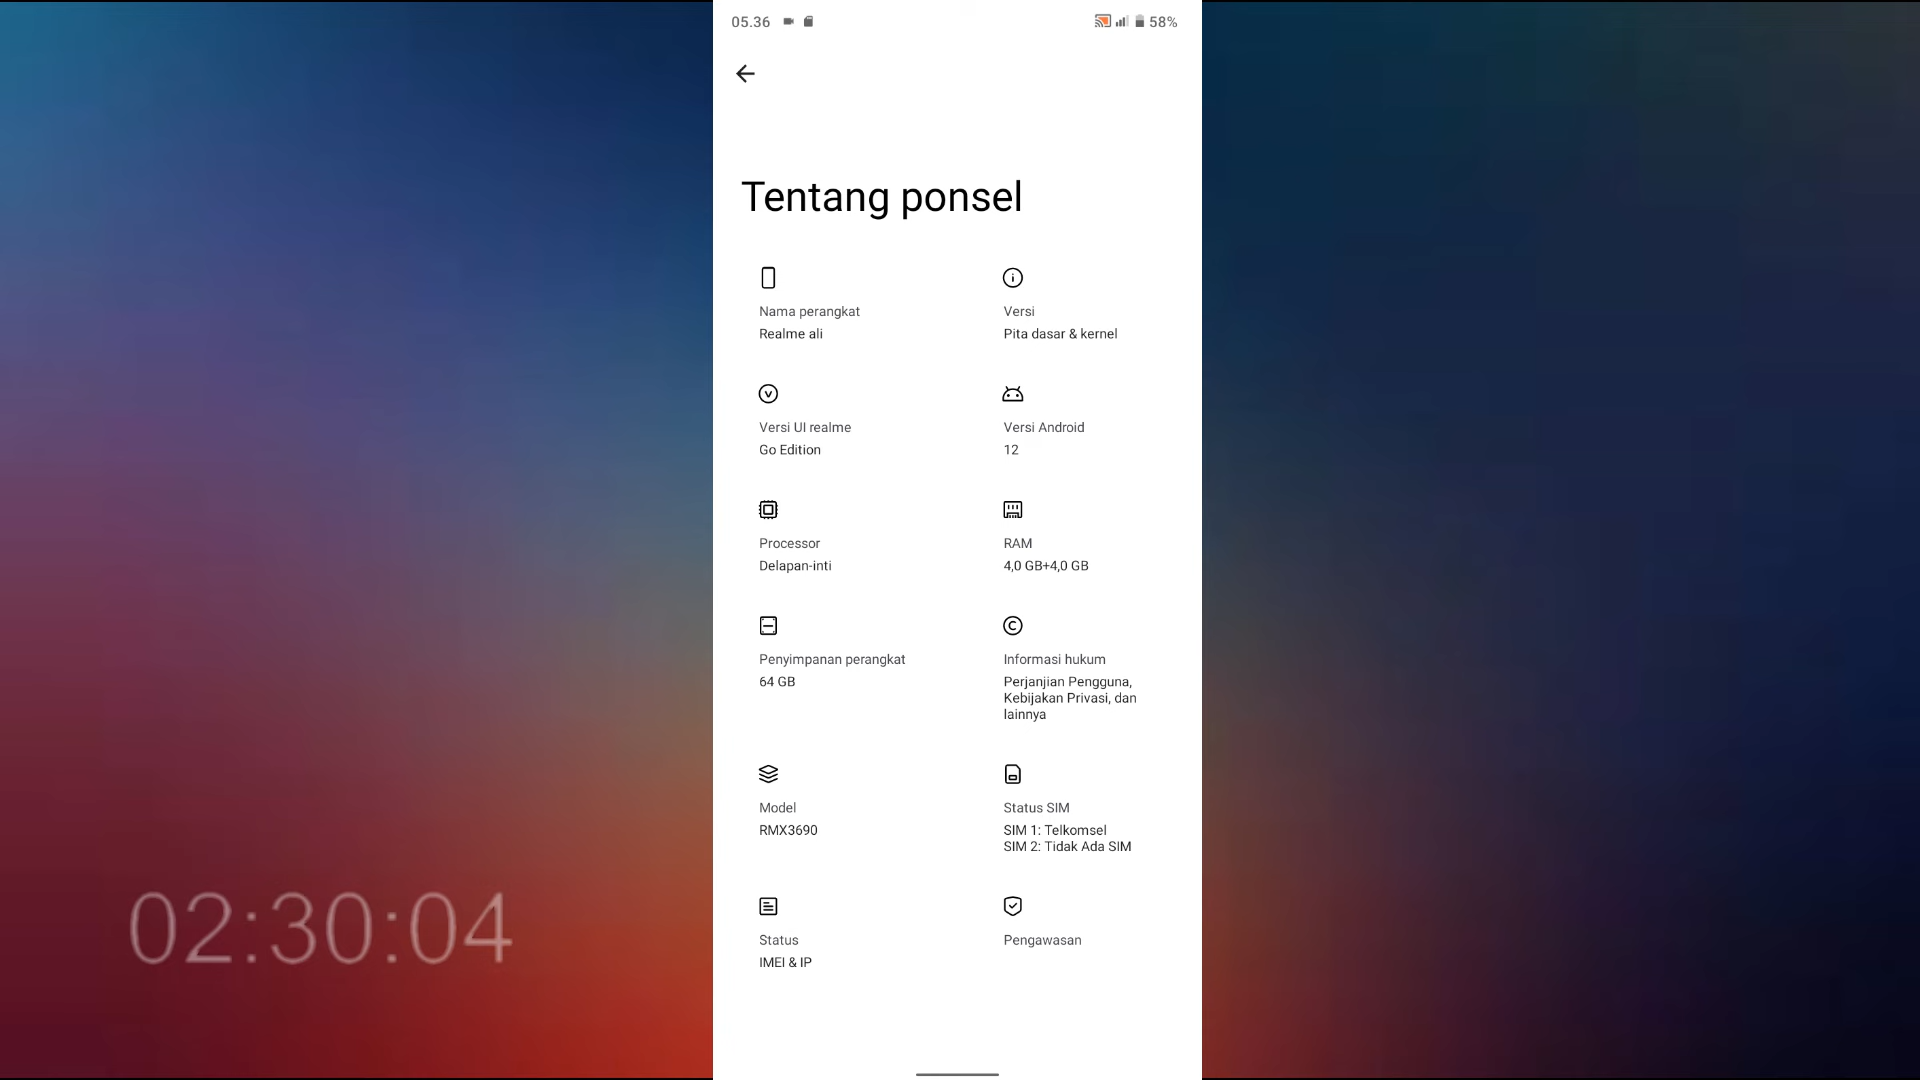 05.36
58%
Tentang ponsel
Nama perangkat
Realme ali
Versi
Pita dasar & kernel
Versi UI realme
Go Edition
Versi Android
12
Processor
Delapan-inti
RAM
4,0 GB+4,0 GB
Penyimpanan perangkat
64 GB
Informasi hukum
Perjanjian Pengguna,
Kebijakan Privasi, dan
lainnya
Model
RMX3690
Status SIM
SIM 1: Telkomsel
SIM 2: Tidak Ada SIM
Status
IMEI & IP
Pengawasan
02:30:04